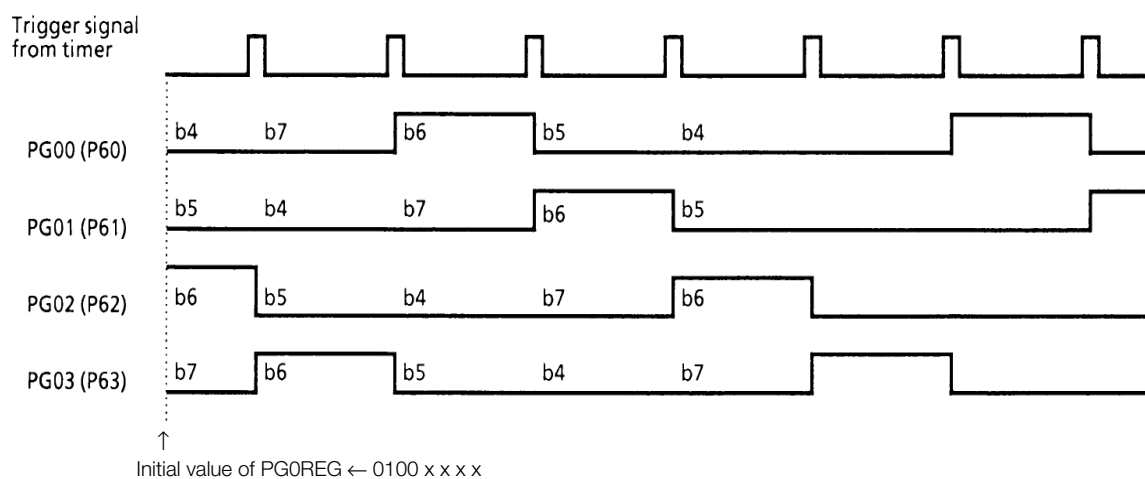 Trigger signal
from timer
PG00 (P60) b4 b7 b6 b5 b4
PG01 (P61) b5 b4 b7 b6 b5
PG02 (P62) b6 b5 b4 b7 b6
PG03 (P63) b7 b6 b5 b4 b7
↑
Initial value of PG0REG ← 0100 x x x x